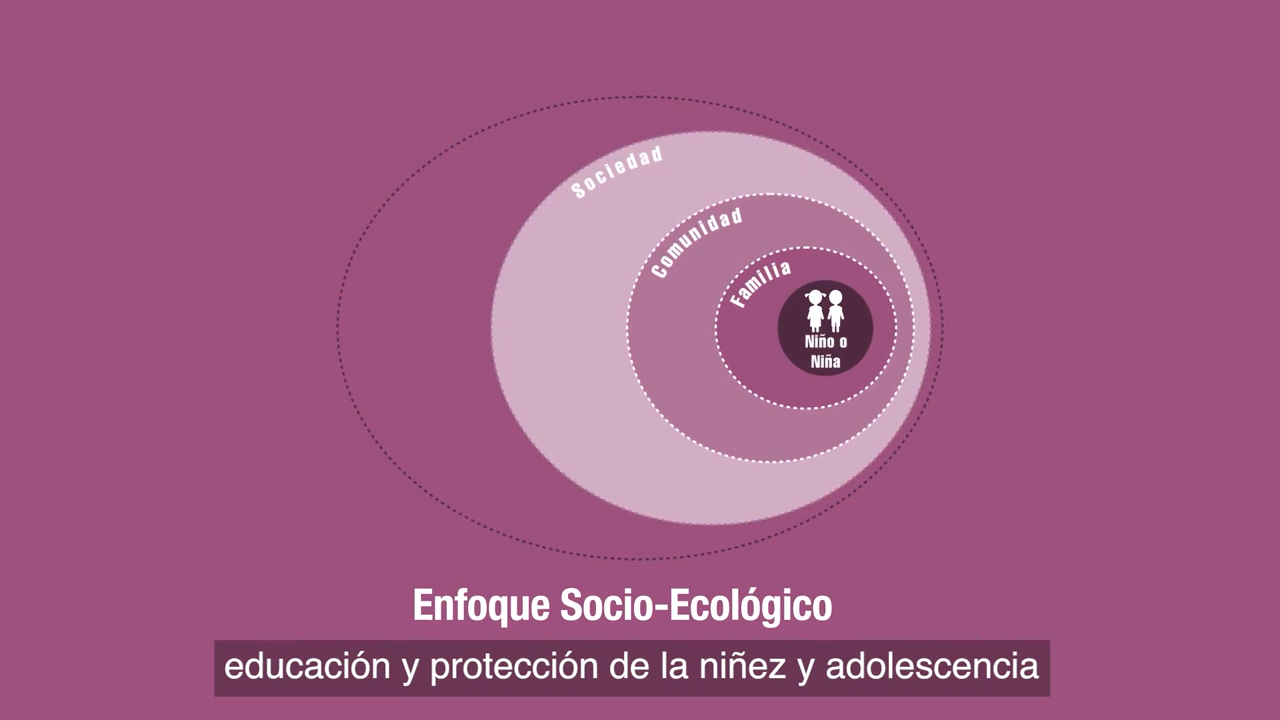 Sociedad
Comunidad
Familia
Niño o
Niña
Enfoque Socio-Ecológico
educación y protección de la niñez y adolescencia